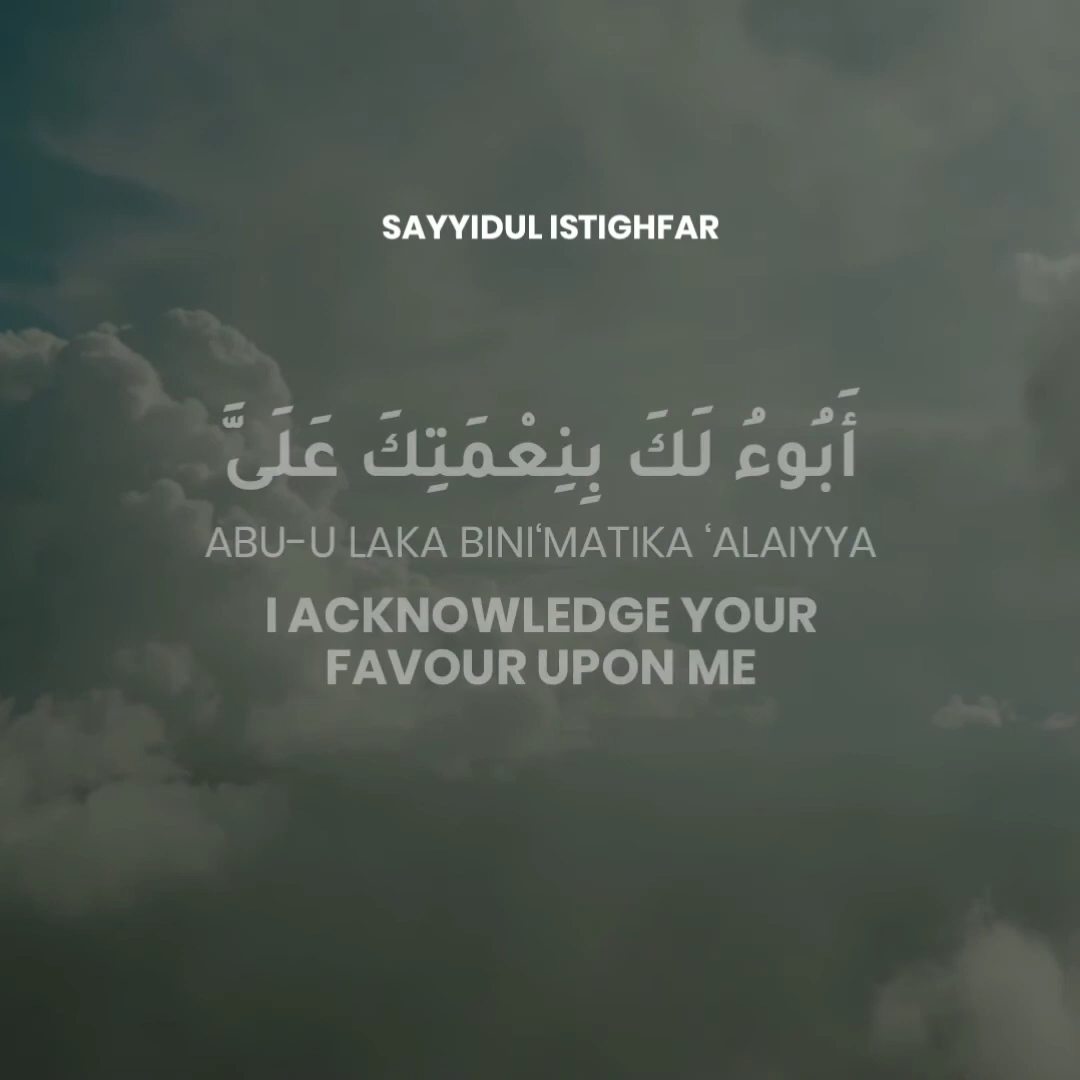 SAYYIDUL ISTIGHFAR
أَبُوءُ لَكَ بِنِعْمَتِكَ عَلَىَّ
ABU-U LAKA BINI‘MATIKA ‘ALAIYYA
I ACKNOWLEDGE YOUR
FAVOUR UPON ME